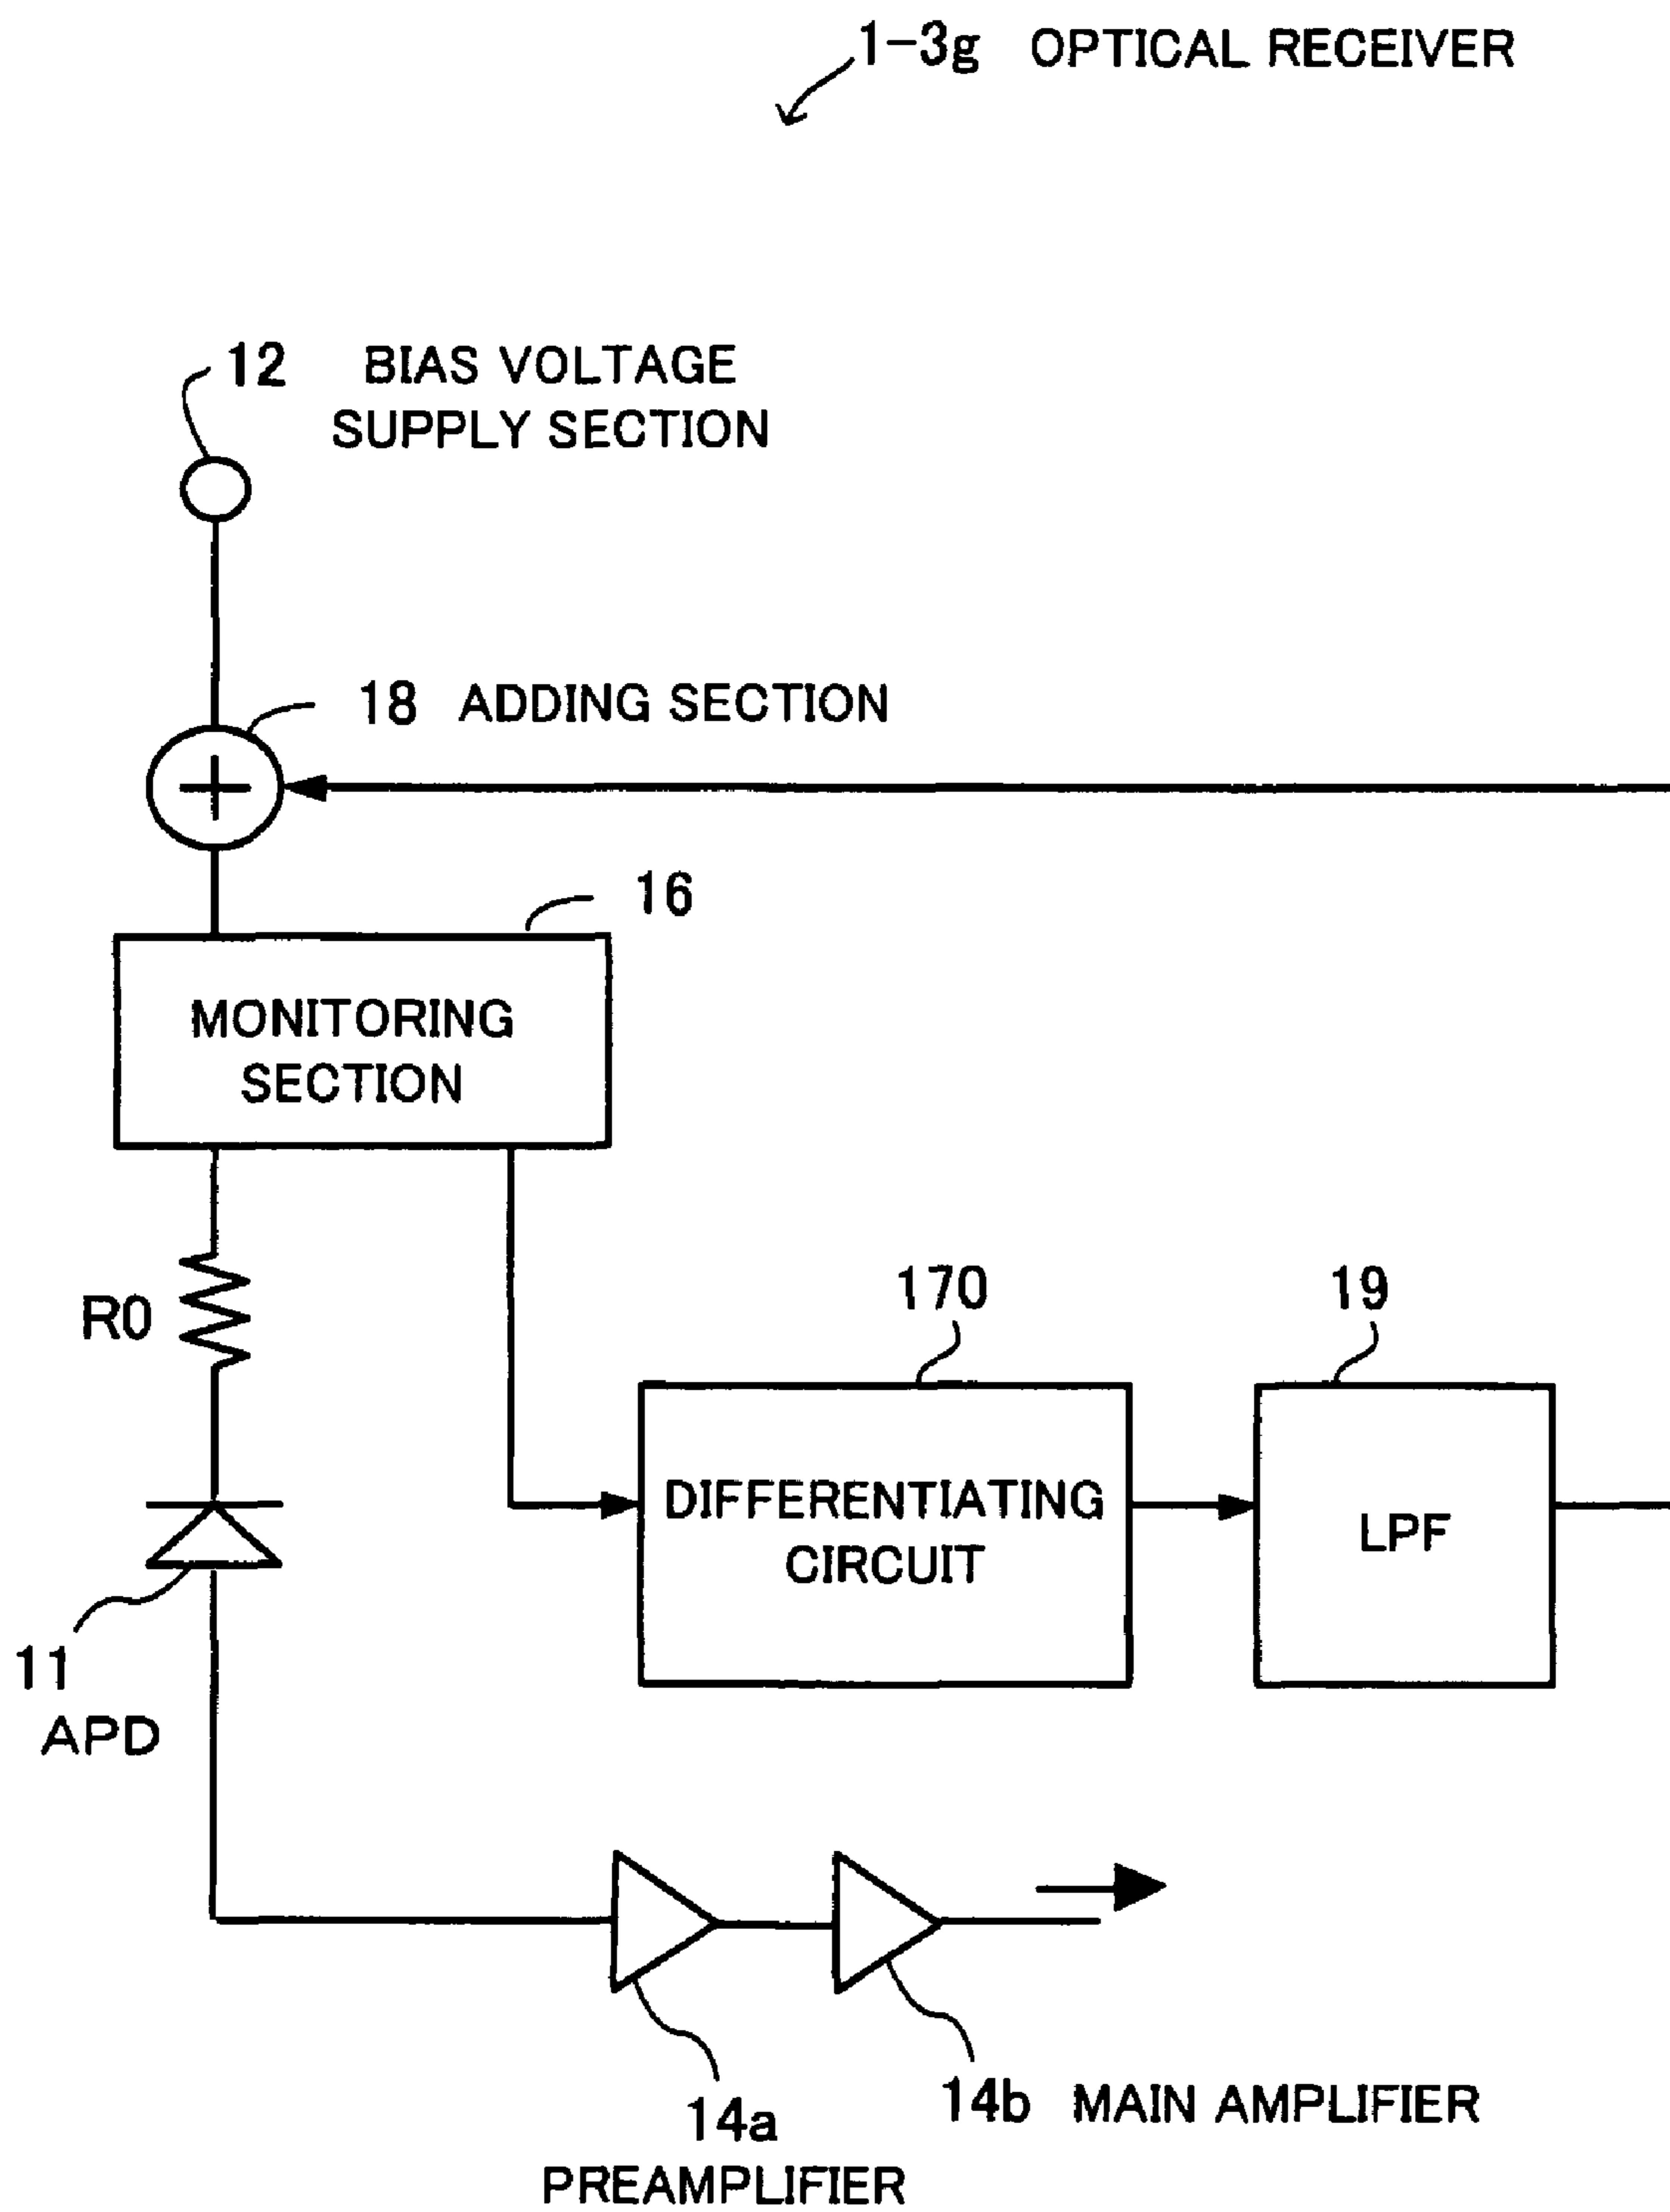 1-3g OPTICAL RECEIVER
12 BIAS VOLTAGE
SUPPLY SECTION
18 ADDING SECTION
16
MONITORING
SECTION
R0
170
19
DIFFERENTIATING
CIRCUIT
LPF
11
APD
14a
PREAMPLIFIER
14b MAIN AMPLIFIER